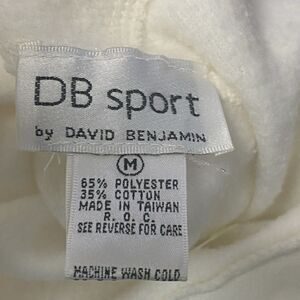 DB sport
by DAVID BENJAMIN
M
65% POLYESTER
35% COTTON
MADE IN TAIWAN
R. O. C.
SEE REVERSE FOR CARE
MACHINE WASH COLD